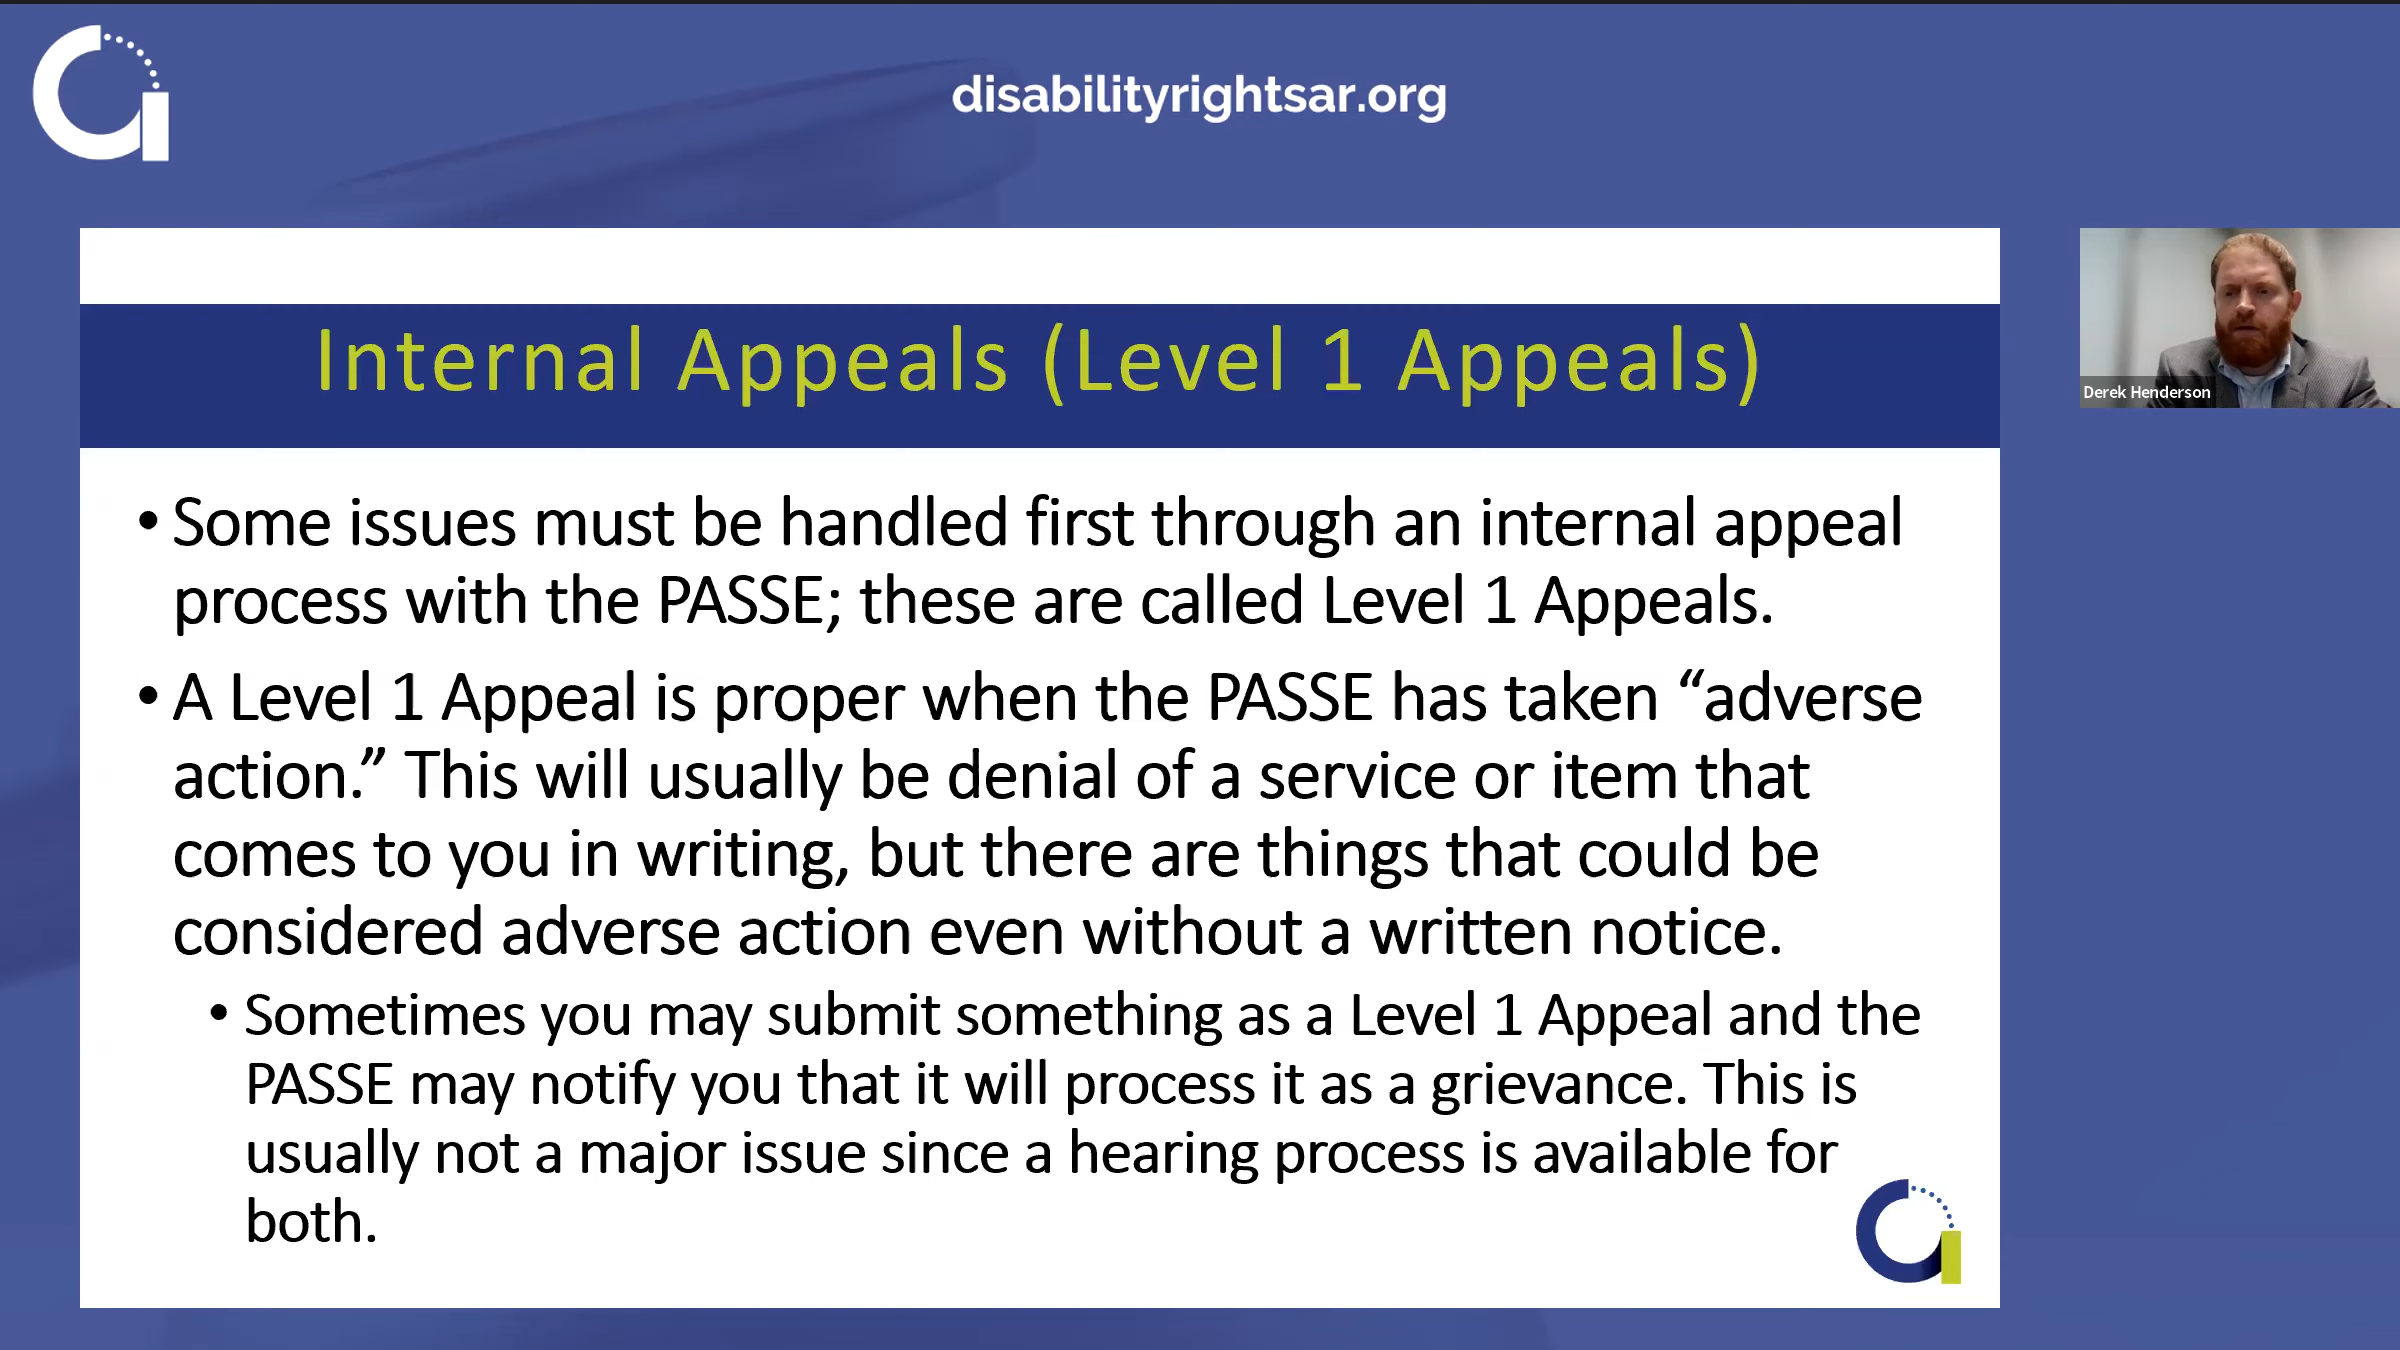 disabilityrightsar.org
Internal Appeals (Level 1 Appeals)
Derek Henderson
• Some issues must be handled first through an internal appeal
process with the PASSE; these are called Level 1 Appeals.
• A Level 1 Appeal is proper when the PASSE has taken “adverse
action.” This will usually be denial of a service or item that
comes to you in writing, but there are things that could be
considered adverse action even without a written notice.
• Sometimes you may submit something as a Level 1 Appeal and the
PASSE may notify you that it will process it as a grievance. This is
usually not a major issue since a hearing process is available for
both.